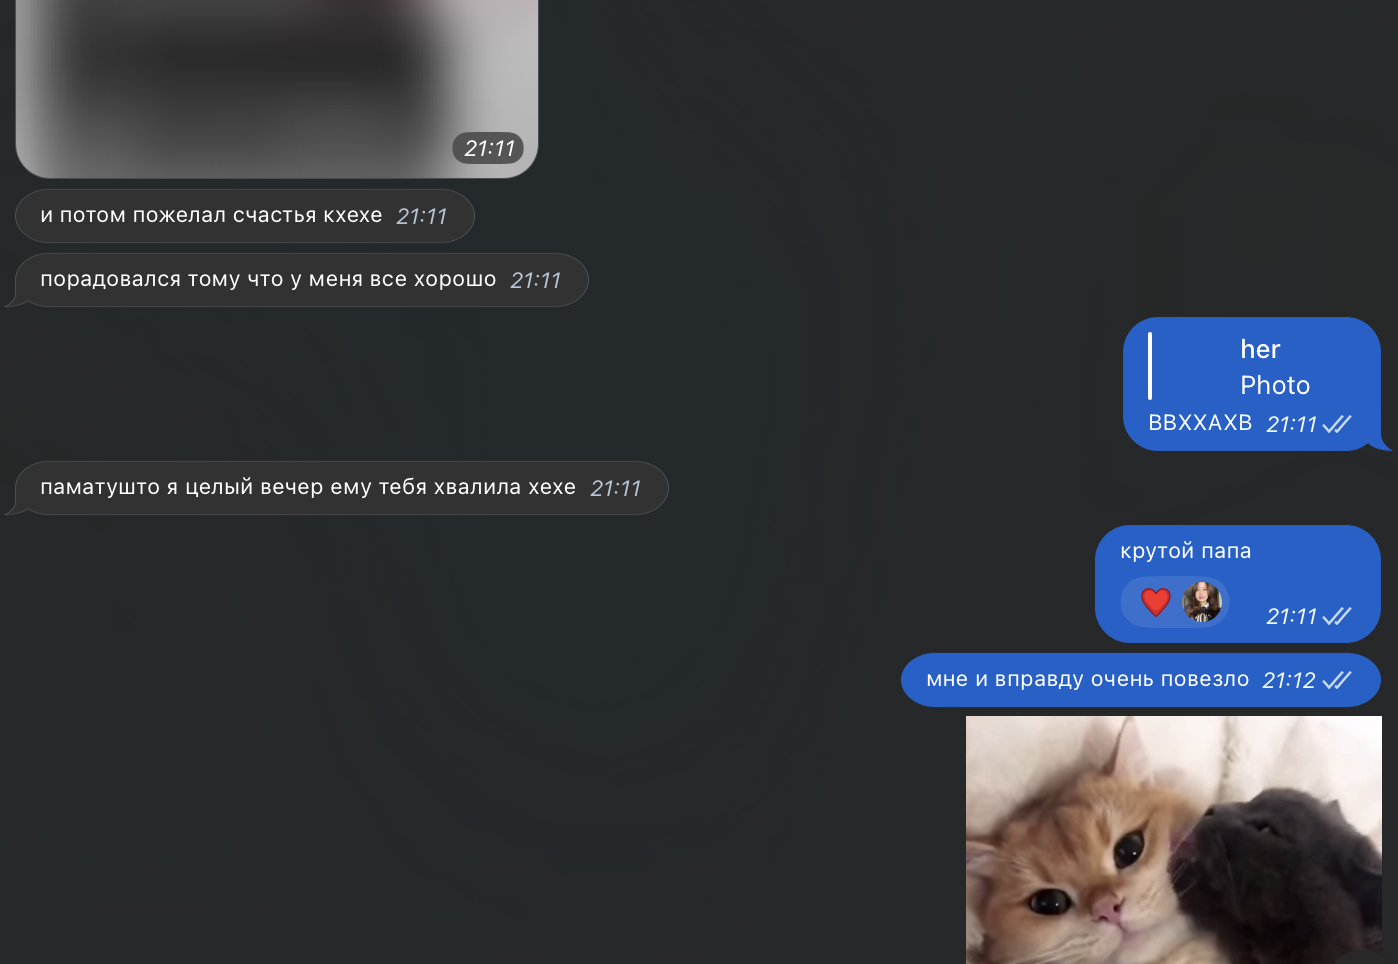 21:11
и потом пожелал счастья кхехе 21:11
порадовался тому что у меня все хорошо 21:11
her
Photo
ВВХХАХВ 21:11
паматушто я целый вечер ему тебя хвалила хехе 21:11
крутой папа
21:11
мне и вправду очень повезло 21:12